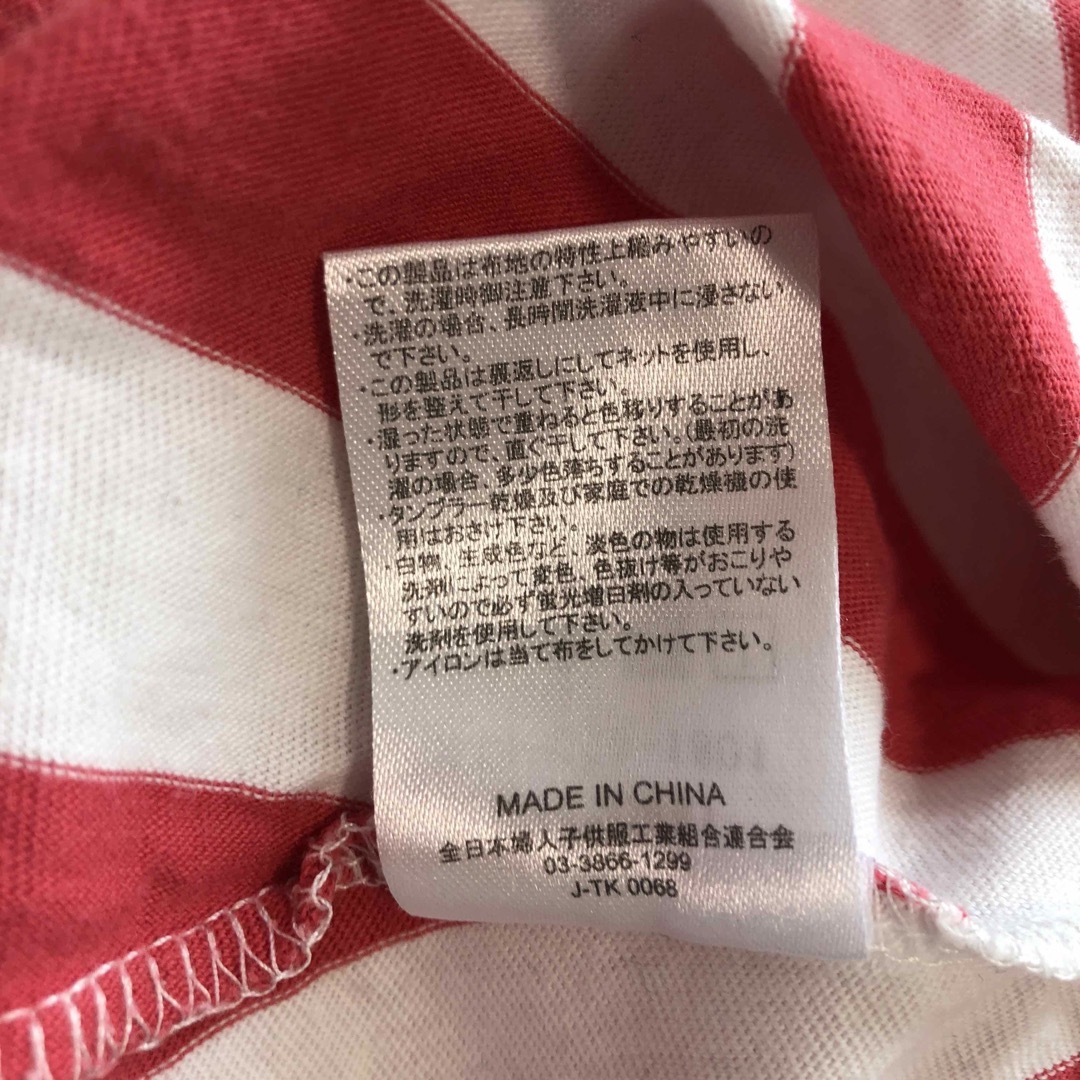 ・この製品は布地の特性上縮みやすいの
で、洗濯時御注意下さい。
・洗濯の場合、長時間洗濯液中に浸さない
で下さい。
・この製品は裏返しにしてネットを使用し、
形を整えて干して下さい。
・湿った状態で重ねると色移りすることがあ
りますので、直ぐ干して下さい。(最初の洗
濯の場合、多少色落ちすることがあります)
・タンブラー乾燥及び家庭での乾燥機の使
用はおさけ下さい。
・白物、生成色など、淡色の物は使用する
洗剤によって変色、色抜け等がおこりや
すいので必ず蛍光増白剤の入っていない
洗剤を使用して下さい。
・アイロンは当て布をしてかけて下さい。
MADE IN CHINA
全日本婦人子供服工業組合連合会
03-3866-1299
J-TK 0068